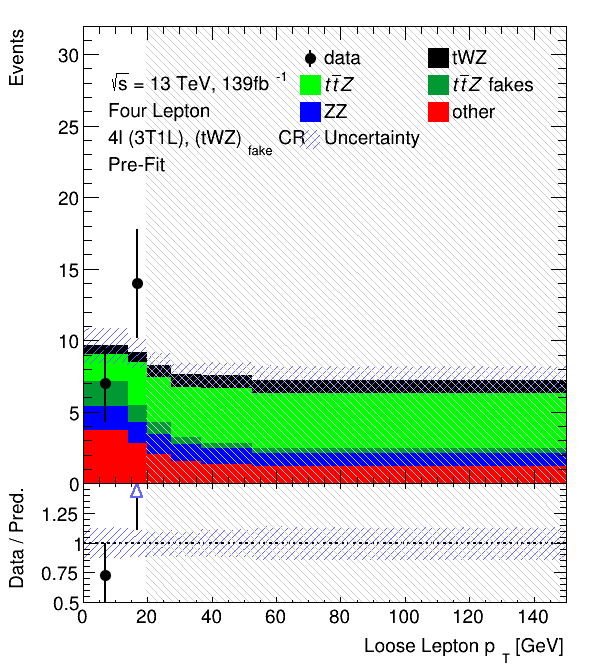 Events
30
25
20
15
10
5
0
data
tWZ
√s = 13 TeV, 139fb⁻¹
tt̄Z
tt̄Z fakes
Four Lepton
ZZ
other
4l (3T1L), (tWZ) fake CR
Uncertainty
Pre-Fit
Data / Pred.
1.25
1
0.75
0.5
0 20 40 60 80 100 120 140
Loose Lepton p T [GeV]